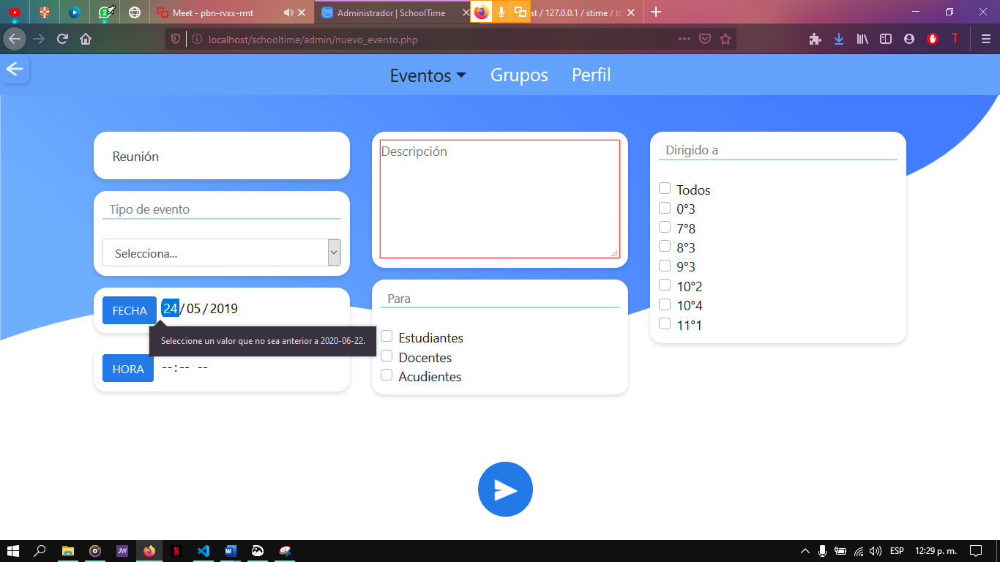 2
Meet - pbn-rvxx-rmt
Administrador | SchoolTime
st / 127.0.0.1 / stime / tb
localhost/schooltime/admin/nuevo_evento.php
Eventos
Grupos
Perfil
Reunión
Tipo de evento
Selecciona...
FECHA
24/05/2019
Seleccione un valor que no sea anterior a 2020-06-22.
HORA
--:-- --
Descripción
Para
Estudiantes
Docentes
Acudientes
Dirigido a
Todos
0°3
7°8
8°3
9°3
10°2
10°4
11°1
JW
N
W
ESP
12:29 p. m.